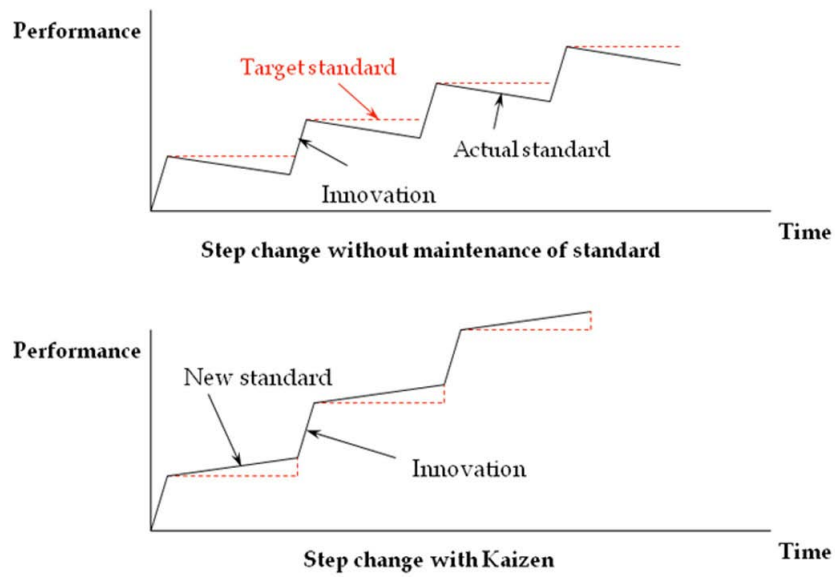 Performance
Target standard
Actual standard
Innovation
Time
Step change without maintenance of standard
Performance
New standard
Innovation
Time
Step change with Kaizen